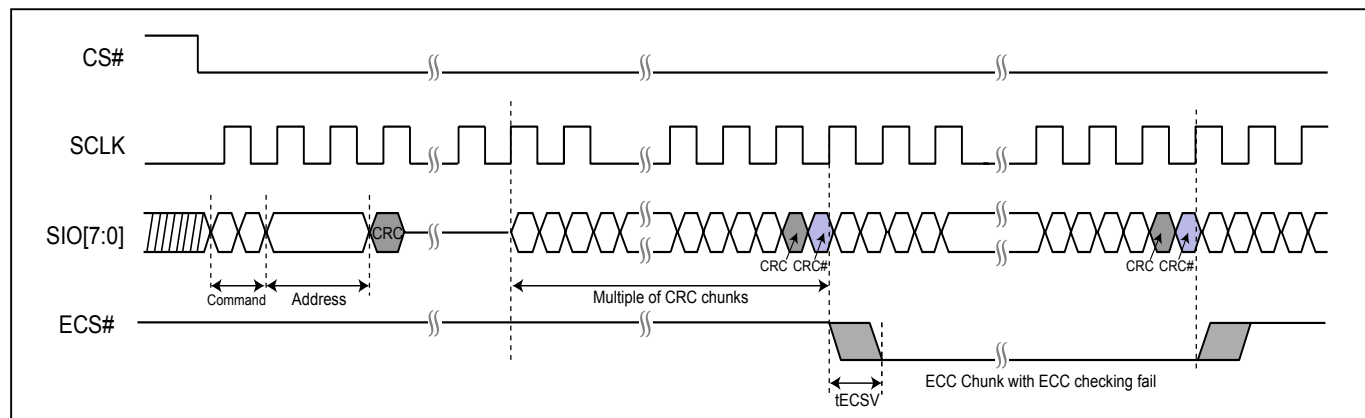 CS#
SCLK
SIO[7:0]
CRC
CRC CRC#
CRC CRC#
Command
Address
Multiple of CRC chunks
ECS#
ECC Chunk with ECC checking fail
tECSV